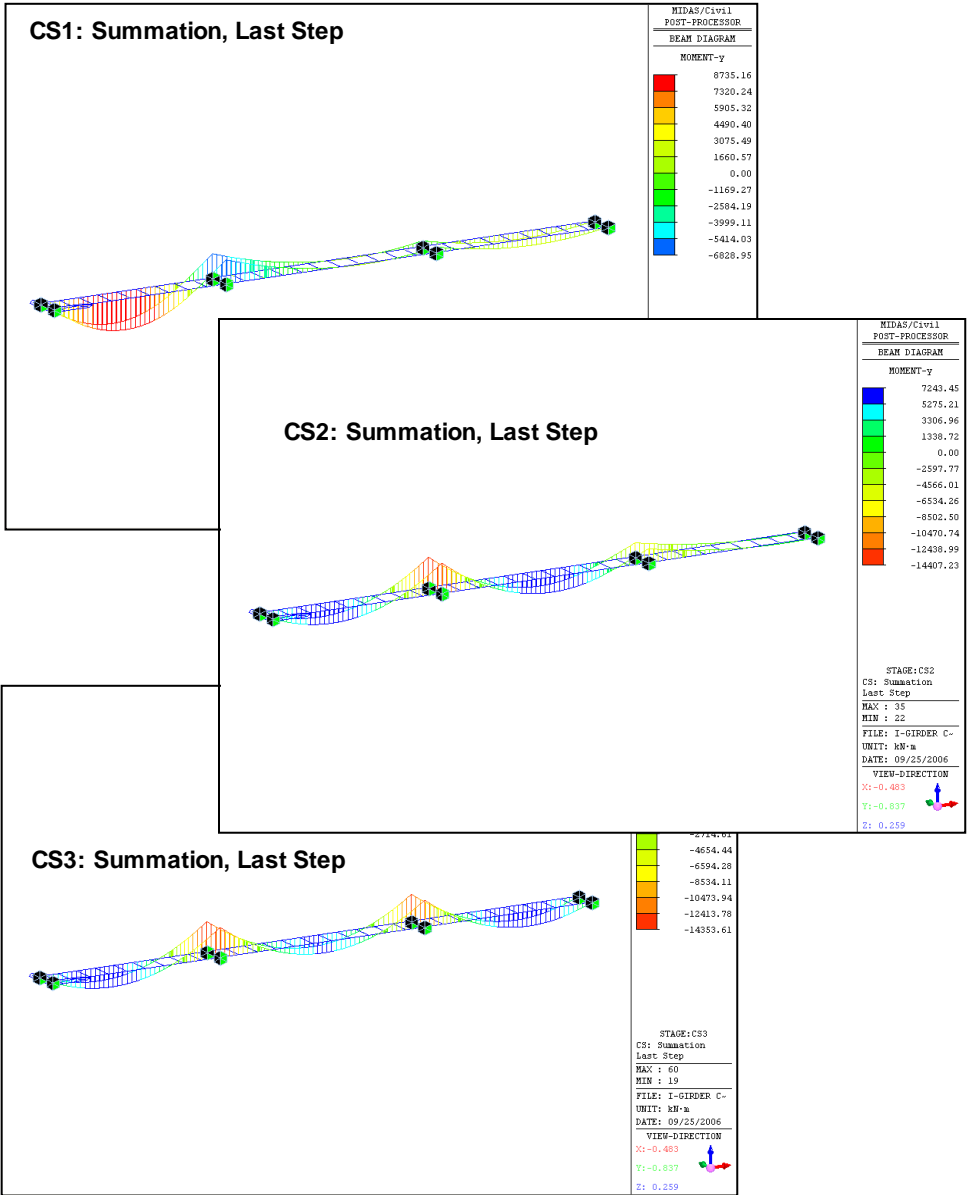 CS1: Summation, Last Step
MIDAS/Civil
POST-PROCESSOR
BEAM DIAGRAM
MOMENT-y
8735.16
7320.24
5905.32
4490.40
3075.49
1660.57
0.00
-1169.27
-2584.19
-3999.11
-5414.03
-6828.95
CS2: Summation, Last Step
MIDAS/Civil
POST-PROCESSOR
BEAM DIAGRAM
MOMENT-y
7243.45
5275.21
3306.96
1338.72
0.00
-2597.77
-4566.01
-6534.26
-8502.50
-10470.74
-12438.99
-14407.23
STAGE:CS2
CS: Summation
Last Step
MAX : 35
MIN : 22
FILE: I-GIRDER C~
UNIT: kN·m
DATE: 09/25/2006
VIEW-DIRECTION
X:-0.483
Y:-0.837
Z: 0.259
CS3: Summation, Last Step
-4654.44
-6594.28
-8534.11
-10473.94
-12413.78
-14353.61
STAGE:CS3
CS: Summation
Last Step
MAX : 60
MIN : 19
FILE: I-GIRDER C~
UNIT: kN·m
DATE: 09/25/2006
VIEW-DIRECTION
X:-0.483
Y:-0.837
Z: 0.259